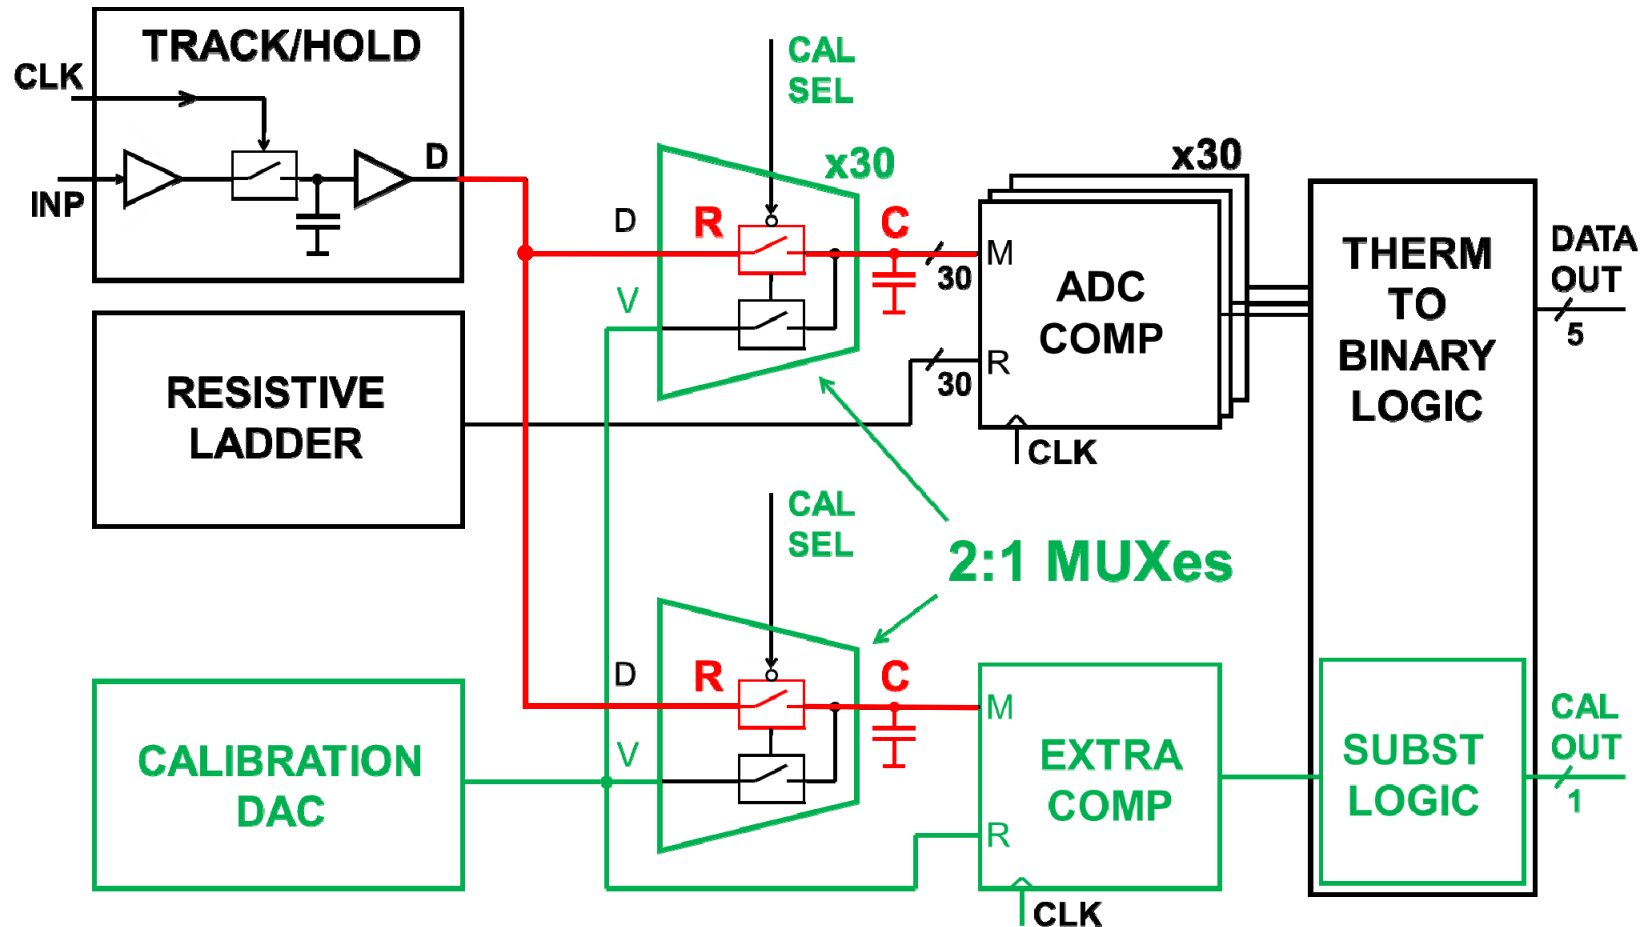 TRACK/HOLD
CLK
INP
D
CAL
SEL
x30
D
R
C
V
30
30
x30
M
ADC
COMP
R
CLK
THERM
TO
BINARY
LOGIC
DATA
OUT
5
RESISTIVE
LADDER
CAL
SEL
2:1 MUXes
D
R
C
V
CALIBRATION
DAC
M
EXTRA
COMP
R
CLK
SUBST
LOGIC
CAL
OUT
1